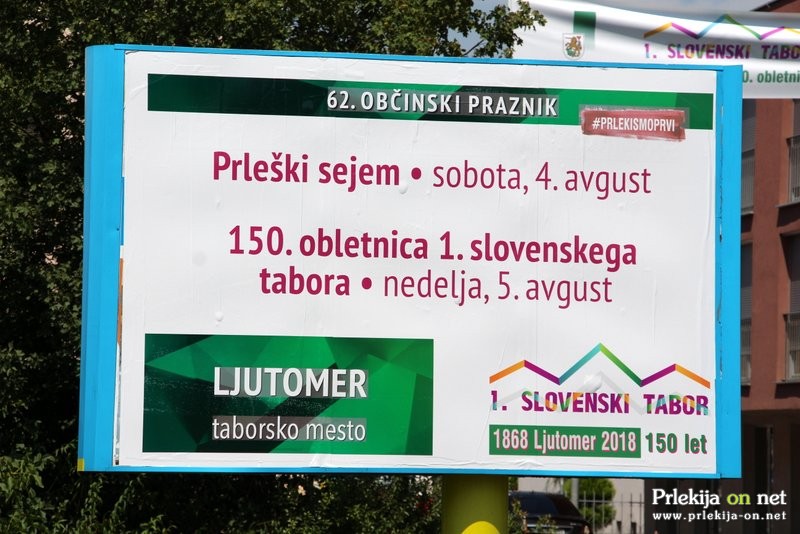 1. SLOVENSKI TABOR
62. OBČINSKI PRAZNIK
#PRLEKISMOPRVI
Prleški sejem • sobota, 4. avgust
150. obletnica 1. slovenskega
tabora • nedelja, 5. avgust
LJUTOMER
taborsko mesto
1. SLOVENSKI TABOR
1868 Ljutomer 2018 150 let
Prlekija on net
www.prlekija-on.net